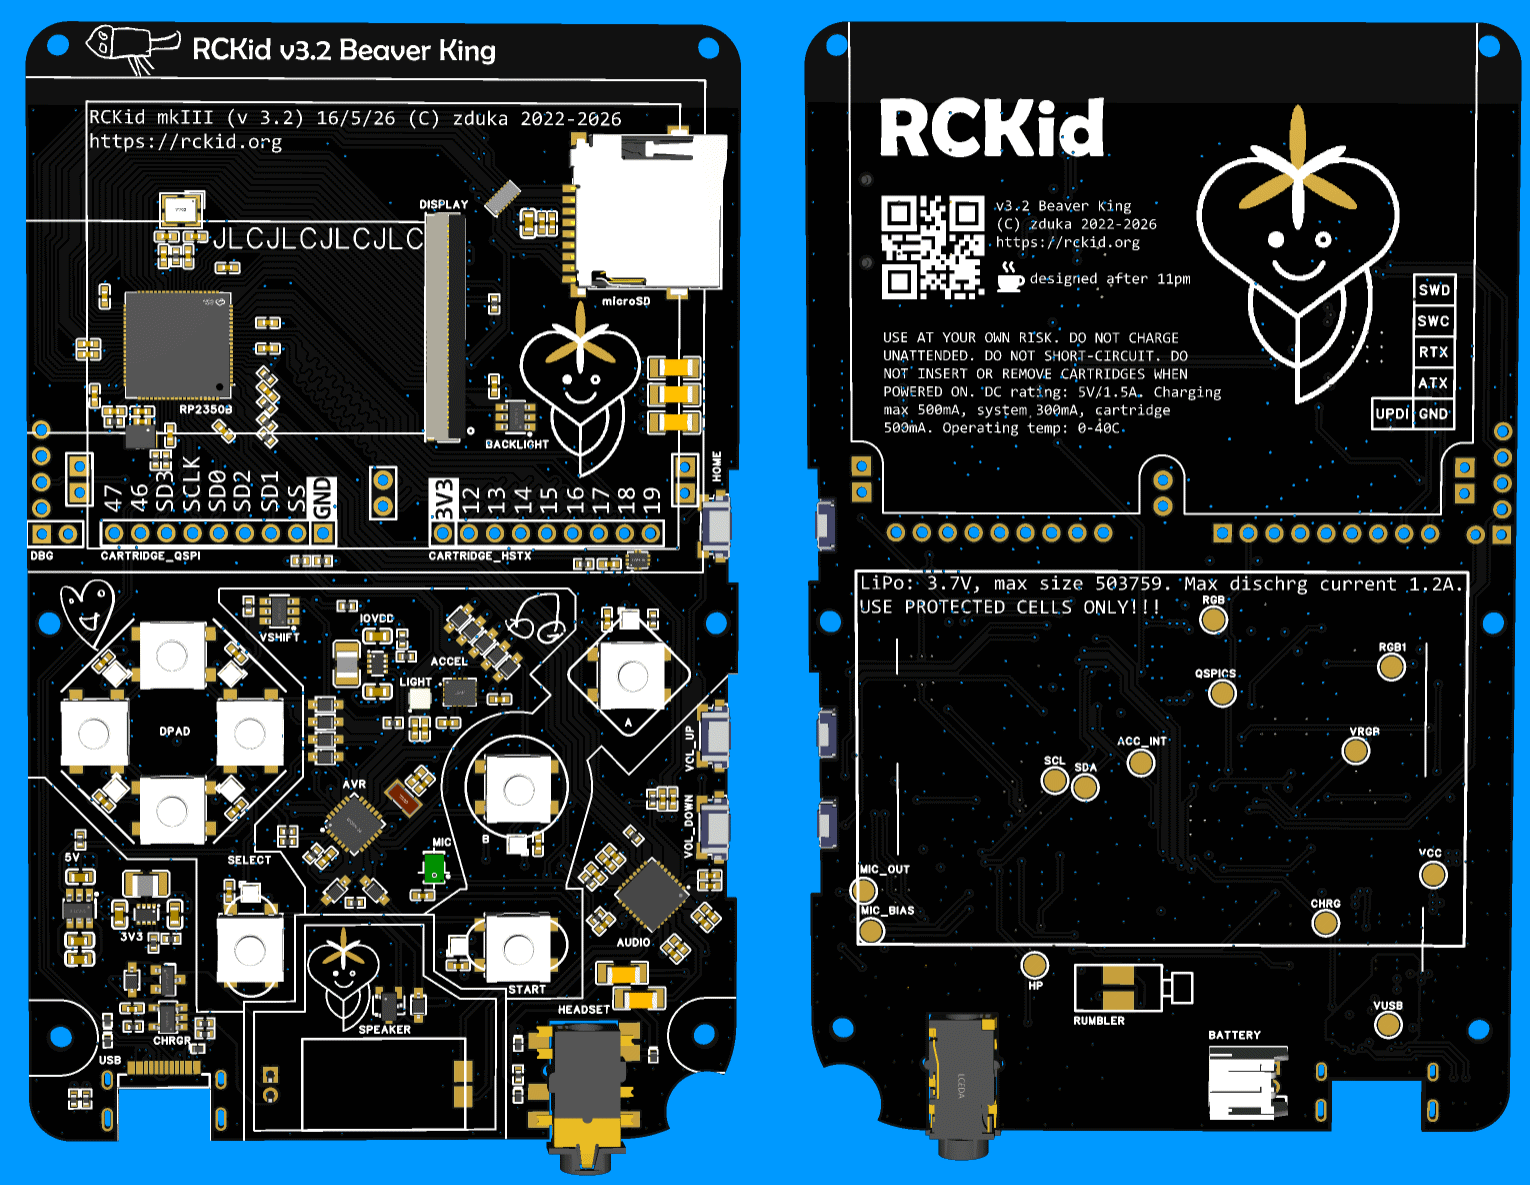 RCKid v3.2 Beaver King
RCKid mkIII (v 3.2) 16/5/26 (C) zduka 2022-2026
https://rckid.org
DISPLAY
JLCJLCJLCJLC
microSD
RP2350B
BACKLIGHT
HOME
47
46
SD3
SCLK
SD0
SD2
SD1
SS
GND
3V3
12
13
14
15
16
17
18
19
DBG
CARTRIDGE_QSPI
CARTRIDGE_HSTX
VSHIFT
IOVDD
ACCEL
LIGHT
A
DPAD
VOL_UP
AVR
B
MIC
VOL_DOWN
SELECT
5V
3V3
AUDIO
START
HEADSET
SPEAKER
CHRGR
USB
RCKid
v3.2 Beaver King
(C) zduka 2022-2026
https://rckid.org
designed after 11pm
SWD
SWC
RTX
ATX
UPDI GND
USE AT YOUR OWN RISK. DO NOT CHARGE
UNATTENDED. DO NOT SHORT-CIRCUIT. DO
NOT INSERT OR REMOVE CARTRIDGES WHEN
POWERED ON. DC rating: 5V/1.5A. Charging
max 500mA, system 300mA, cartridge
500mA. Operating temp: 0-40C.
LiPo: 3.7V, max size 503759. Max dischrg current 1.2A.
USE PROTECTED CELLS ONLY!!!
RGB
RGB1
QSPICS
VRGB
ACC_INT
SCL
SDA
VCC
MIC_OUT
MIC_BIAS
CHRG
HP
RUMBLER
VUSB
BATTERY
LCEDA